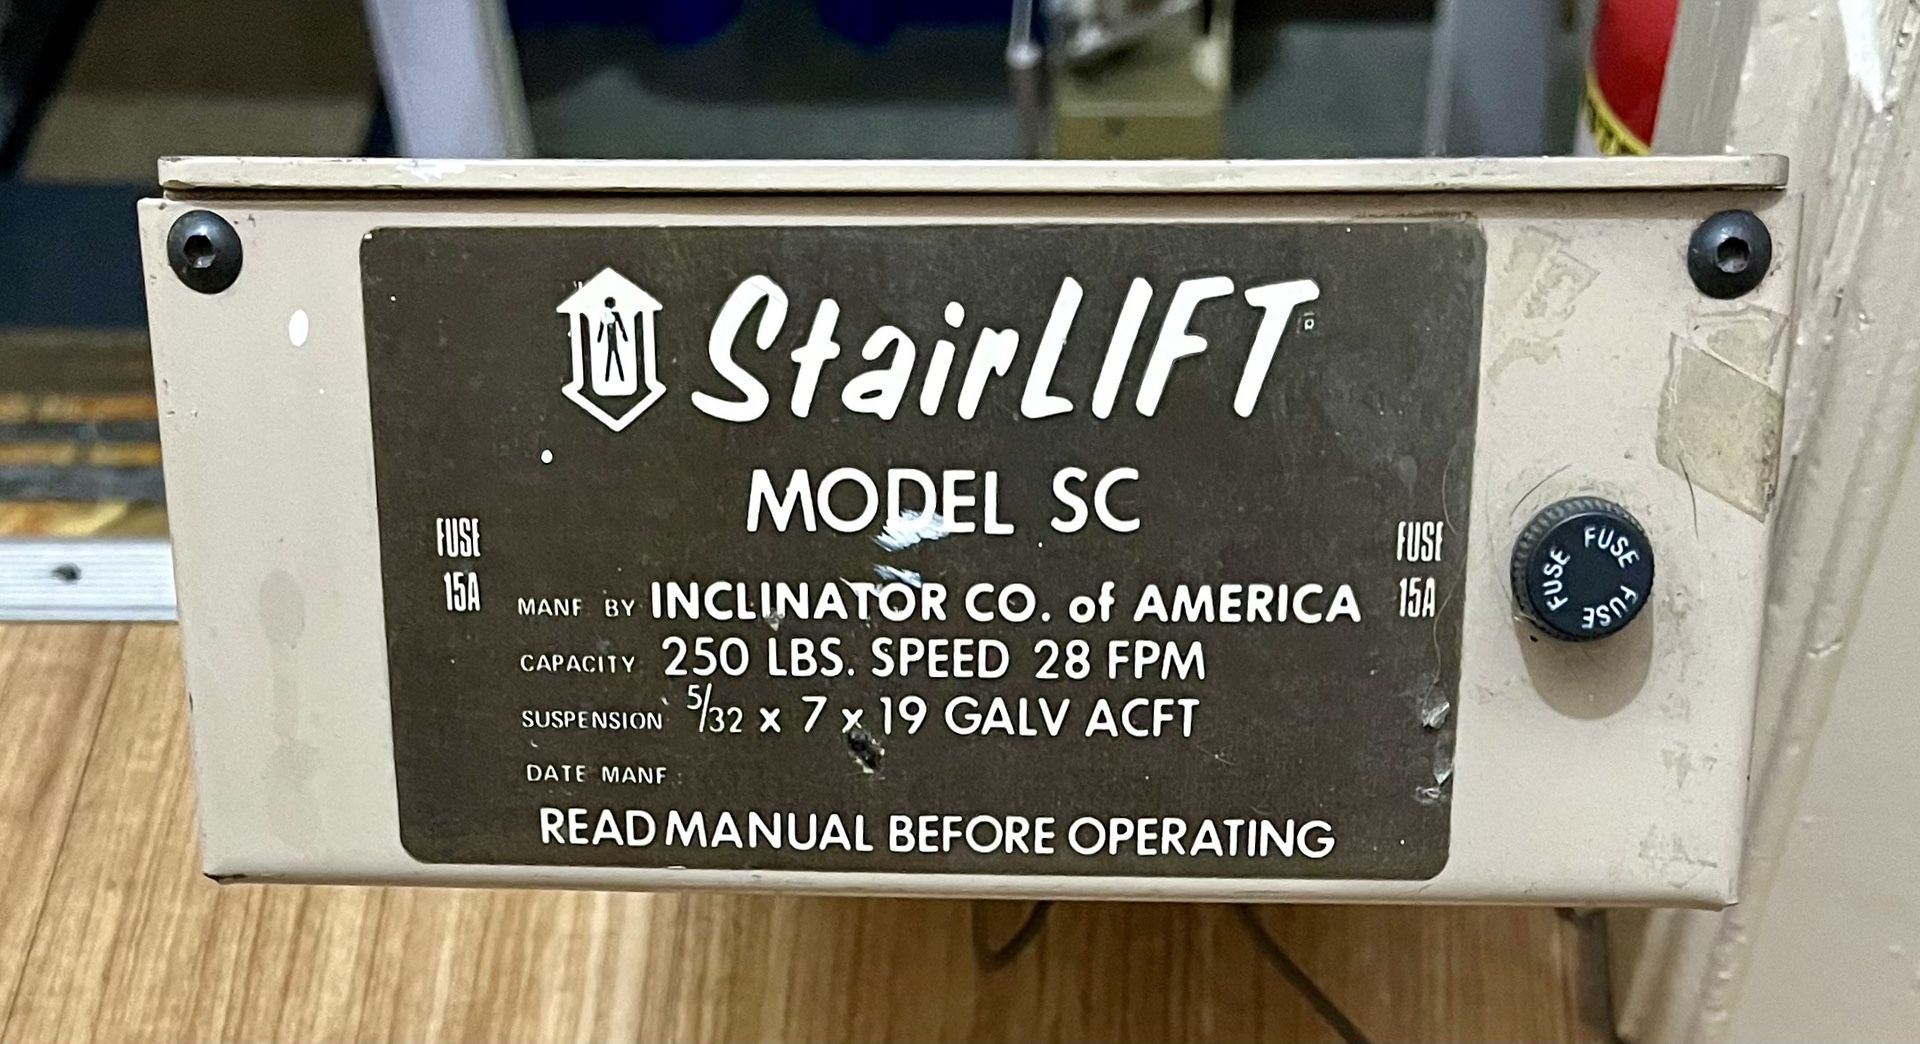 StairLIFT
MODEL SC
FUSE
15A
FUSE
15A
MANF BY INCLINATOR CO. of AMERICA
CAPACITY 250 LBS. SPEED 28 FPM
SUSPENSION 5/32 x 7 x 19 GALV ACFT
DATE MANF
READ MANUAL BEFORE OPERATING
FUSE FUSE FUSE FUSE